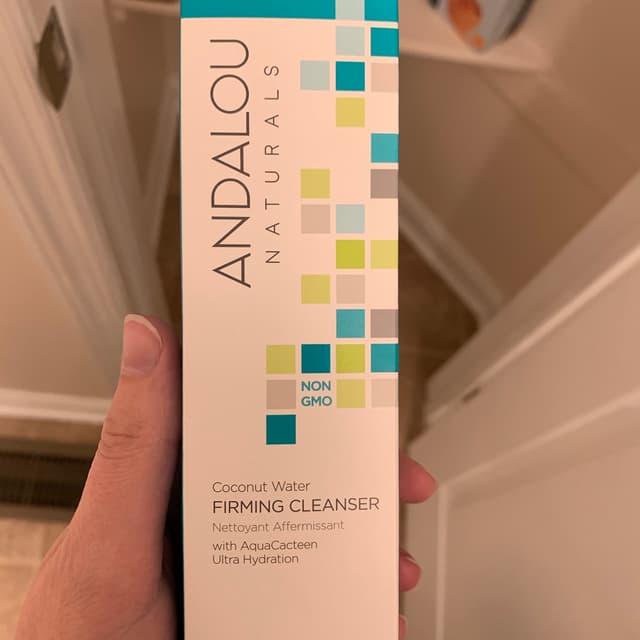 ANDALOU
NATURALS
NON
GMO
Coconut Water
FIRMING CLEANSER
Nettoyant Affermissant
with AquaCacteen
Ultra Hydration